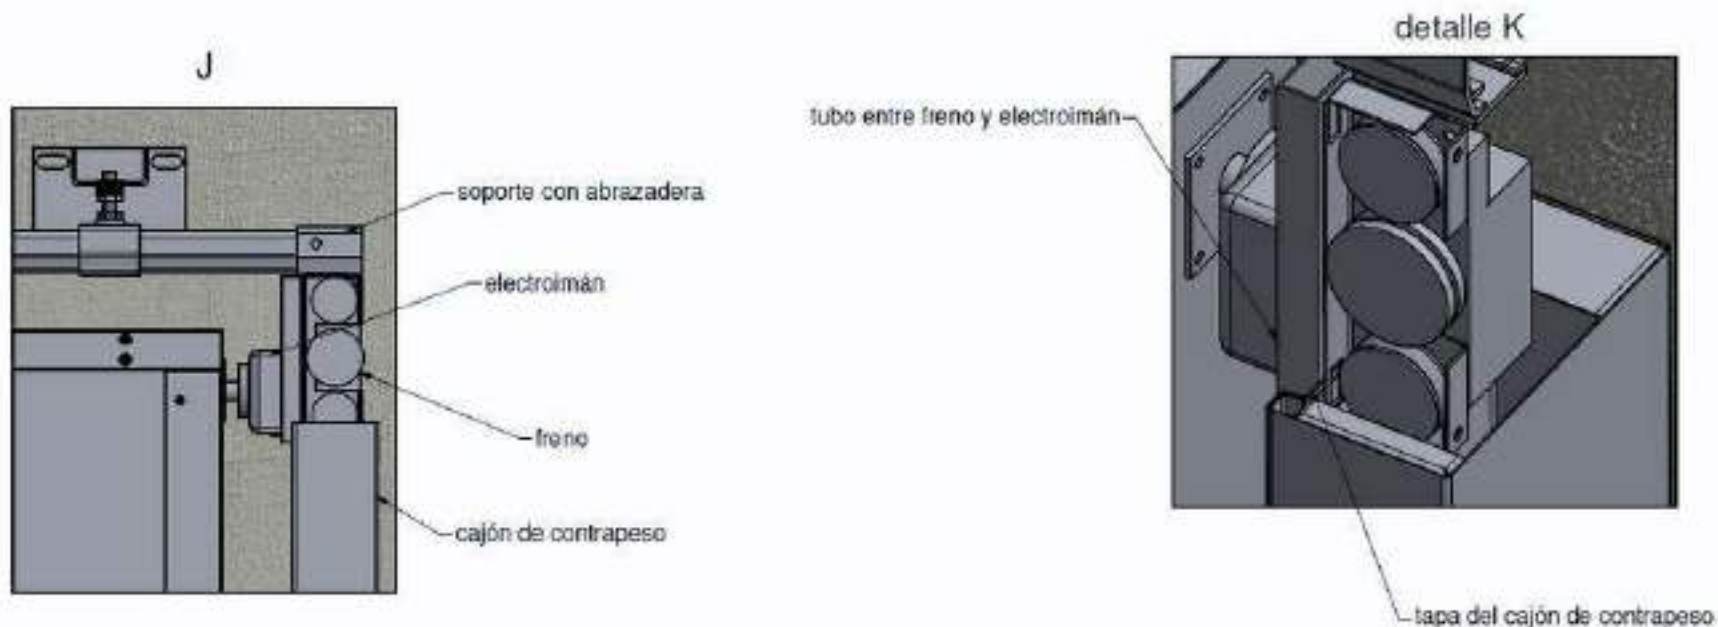 J
soporte con abrazadera
electroimán
freno
cajón de contrapeso
detalle K
tubo entre freno y electroimán
tapa del cajón de contrapeso